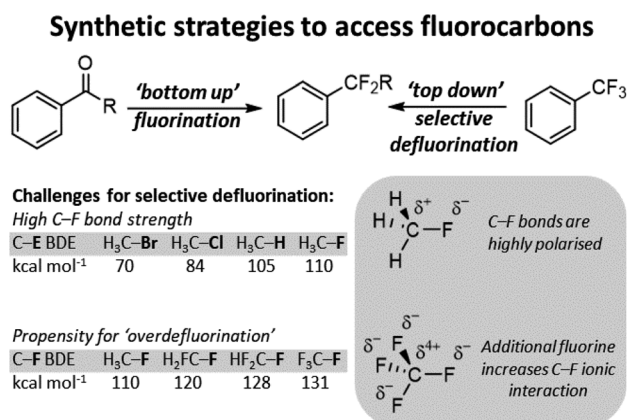 Synthetic strategies to access fluorocarbons
O
R
'bottom up'
fluorination
CF2R
'top down'
selective
defluorination
CF3
Challenges for selective defluorination:
High C–F bond strength
C–E BDE H3C–Br H3C–Cl H3C–H H3C–F
kcal mol-1 70 84 105 110
Propensity for 'overdefluorination'
C–F BDE H3C–F H2FC–F HF2C–F F3C–F
kcal mol-1 110 120 128 131
H δ+ δ–
H C–F
H
C–F bonds are
highly polarised
δ–
δ– F δ4+ δ–
F C–F
δ– F
Additional fluorine
increases C–F ionic
interaction